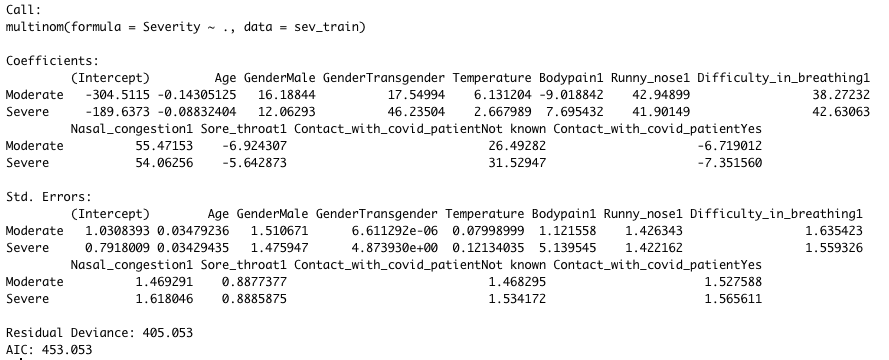 Call:
multinom(formula = Severity ~ ., data = sev_train)
Coefficients:
(Intercept) Age GenderMale GenderTransgender Temperature Bodypain1 Runny_nose1 Difficulty_in_breathing1
Moderate -304.5115 -0.14305125 16.18844 17.54994 6.131204 -9.018842 42.94899 38.27232
Severe -189.6373 -0.08832404 12.06293 46.23504 2.667989 7.695432 41.90149 42.63063
Nasal_congestion1 Sore_throat1 Contact_with_covid_patientNot known Contact_with_covid_patientYes
Moderate 55.47153 -6.924307 26.49282 -6.719012
Severe 54.06256 -5.642873 31.52947 -7.351560
Std. Errors:
(Intercept) Age GenderMale GenderTransgender Temperature Bodypain1 Runny_nose1 Difficulty_in_breathing1
Moderate 1.0308393 0.03479236 1.510671 6.611292e-06 0.07998999 1.121558 1.426343 1.635423
Severe 0.7918009 0.03429435 1.475947 4.873930e+00 0.12134035 5.139545 1.422162 1.559326
Nasal_congestion1 Sore_throat1 Contact_with_covid_patientNot known Contact_with_covid_patientYes
Moderate 1.469291 0.8877377 1.468295 1.527588
Severe 1.618046 0.8885875 1.534172 1.565611
Residual Deviance: 405.053
AIC: 453.053